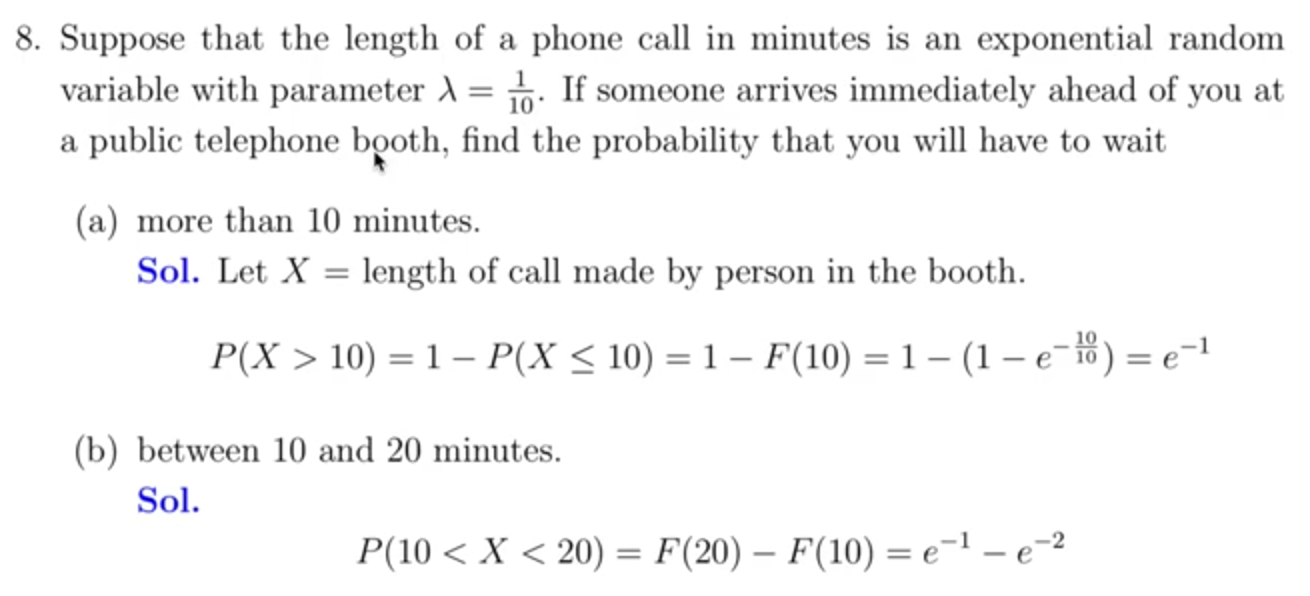 8. Suppose that the length of a phone call in minutes is an exponential random
variable with parameter λ = 1/10. If someone arrives immediately ahead of you at
a public telephone booth, find the probability that you will have to wait
(a) more than 10 minutes.
Sol. Let X = length of call made by person in the booth.
P(X > 10) = 1 − P(X ≤ 10) = 1 − F(10) = 1 − (1 − e^{−10/10}) = e^{−1}
(b) between 10 and 20 minutes.
Sol.
P(10 < X < 20) = F(20) − F(10) = e^{−1} − e^{−2}